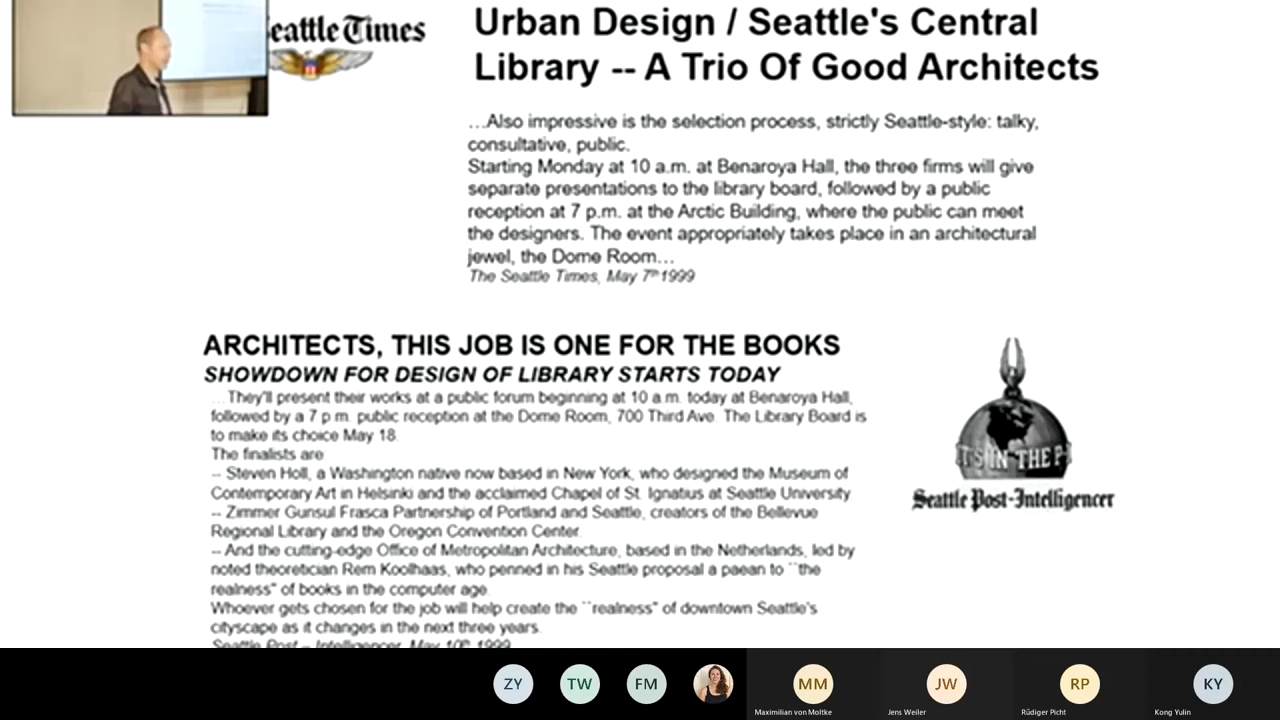 eattle Times
Urban Design / Seattle's Central
Library -- A Trio Of Good Architects
…Also impressive is the selection process, strictly Seattle-style: talky,
consultative, public.
Starting Monday at 10 a.m. at Benaroya Hall, the three firms will give
separate presentations to the library board, followed by a public
reception at 7 p.m. at the Arctic Building, where the public can meet
the designers. The event appropriately takes place in an architectural
jewel, the Dome Room…
The Seattle Times, May 7th 1999
ARCHITECTS, THIS JOB IS ONE FOR THE BOOKS
SHOWDOWN FOR DESIGN OF LIBRARY STARTS TODAY
…They'll present their works at a public forum beginning at 10 a.m. today at Benaroya Hall,
followed by a 7 p.m. public reception at the Dome Room, 700 Third Ave. The Library Board is
to make its choice May 18.
The finalists are
-- Steven Holl, a Washington native now based in New York, who designed the Museum of
Contemporary Art in Helsinki and the acclaimed Chapel of St. Ignatius at Seattle University
-- Zimmer Gunsul Frasca Partnership of Portland and Seattle, creators of the Bellevue
Regional Library and the Oregon Convention Center.
-- And the cutting-edge Office of Metropolitan Architecture, based in the Netherlands, led by
noted theoretician Rem Koolhaas, who penned in his Seattle proposal a paean to ``the
realness" of books in the computer age.
Whoever gets chosen for the job will help create the ``realness" of downtown Seattle's
cityscape as it changes in the next three years.
Seattle Post – Intelligencer, May 10th, 1999
IT'S IN THE P
Seattle Post-Intelligencer
ZY
TW
FM
MM
JW
RP
KY
Maximilian von Moltke
Jens Weiler
Rüdiger Picht
Kong Yulin